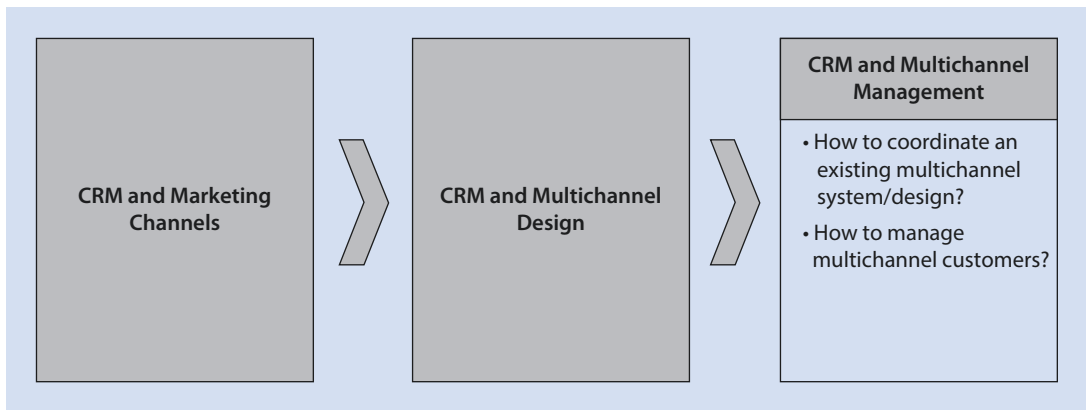 CRM and Marketing
Channels
CRM and Multichannel
Design
CRM and Multichannel
Management
• How to coordinate an
existing multichannel
system/design?
• How to manage
multichannel customers?